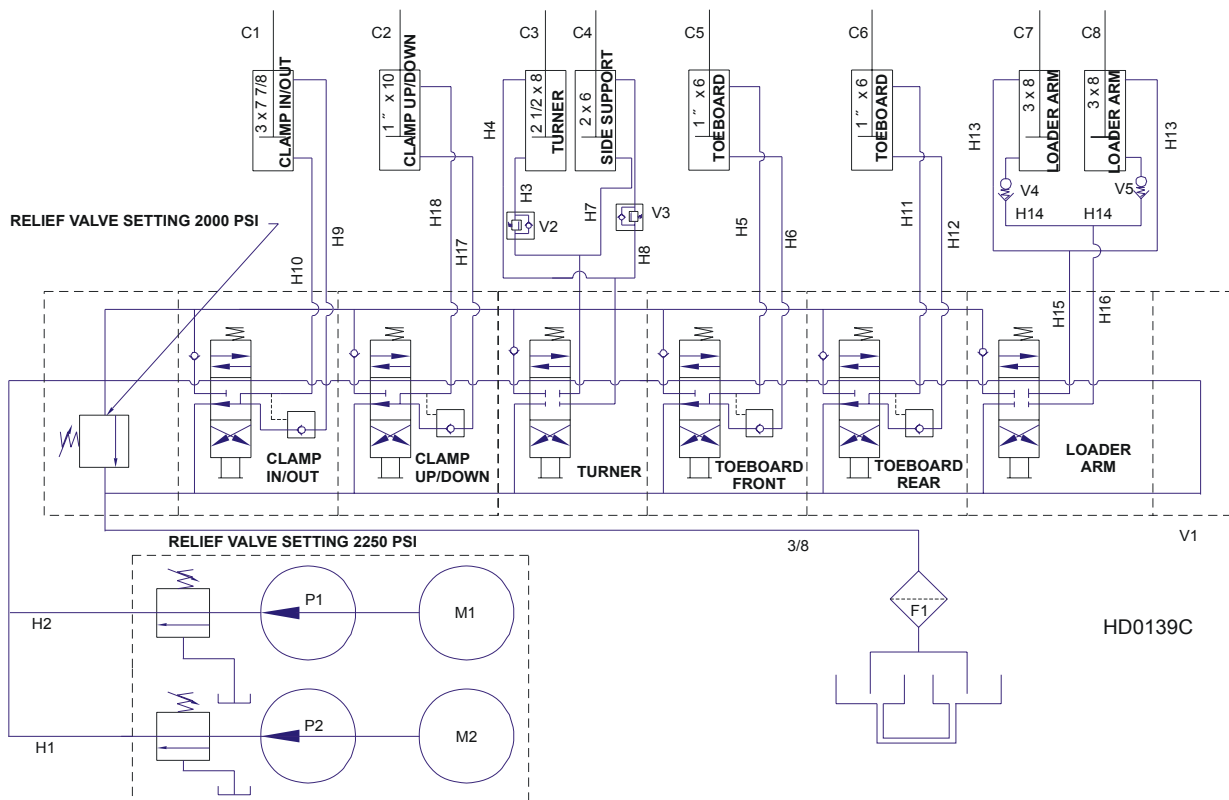 C1
C2
C3
C4
C5
C6
C7
C8
3 x 7 7/8
CLAMP IN/OUT
1 ″ x 10
CLAMP UP/DOWN
2 1/2 x 8
TURNER
2 x 6
SIDE SUPPORT
1 ″ x 6
TOEBOARD
1 ″ x 6
TOEBOARD
3 x 8
LOADER ARM
3 x 8
LOADER ARM
H4
H13
H13
H3
H7
V4
V5
H14
H14
V2
V3
RELIEF VALVE SETTING 2000 PSI
H10
H9
H18
H17
H8
H5
H6
H11
H12
H15
H16
CLAMP
IN/OUT
CLAMP
UP/DOWN
TURNER
TOEBOARD
FRONT
TOEBOARD
REAR
LOADER
ARM
V1
RELIEF VALVE SETTING 2250 PSI
3/8
H2
P1
M1
F1
HD0139C
H1
P2
M2